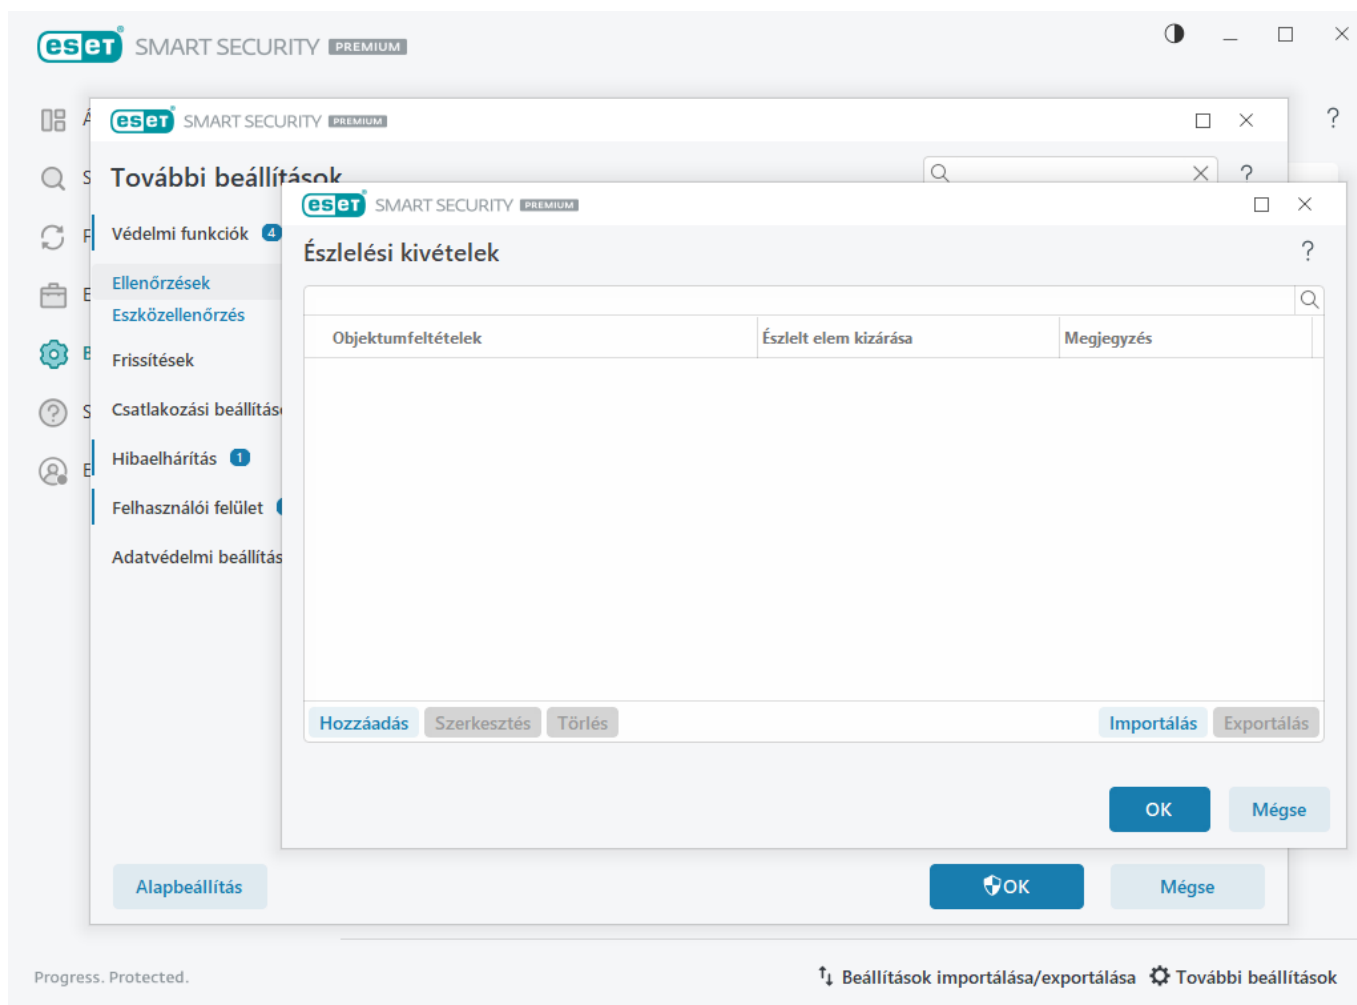 eset SMART SECURITY PREMIUM
eset SMART SECURITY PREMIUM
További beállítások
eset SMART SECURITY PREMIUM
Észlelési kivételek
Védelmi funkciók 4
Ellenőrzések
Eszközellenőrzés
Frissítések
Csatlakozási
Hibaelhárítás 1
Felhasználói felület
Adatvédelmi
Objektumfeltételek Észlelt elem kizárása Megjegyzés
Hozzáadás Szerkesztés Törlés Importálás Exportálás
OK Mégse
Alapbeállítás OK Mégse
Progress. Protected. Beállítások importálása/exportálása További beállítások